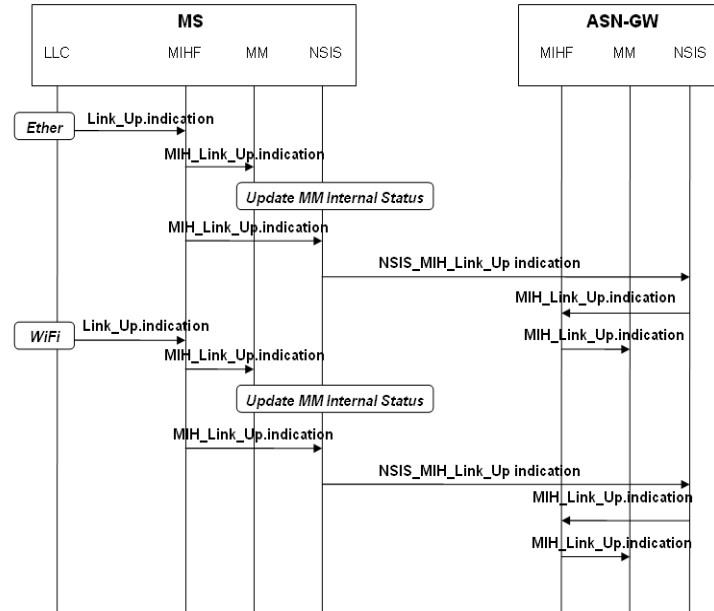 MS
ASN-GW
LLC
MIHF
MM
NSIS
MIHF
MM
NSIS
Ether
Link_Up.indication
MIH_Link_Up.indication
Update MM Internal Status
MIH_Link_Up.indication
NSIS_MIH_Link_Up indication
MIH_Link_Up.indication
WiFi
Link_Up.indication
MIH_Link_Up.indication
MIH_Link_Up.indication
Update MM Internal Status
MIH_Link_Up.indication
NSIS_MIH_Link_Up indication
MIH_Link_Up.indication
MIH_Link_Up.indication